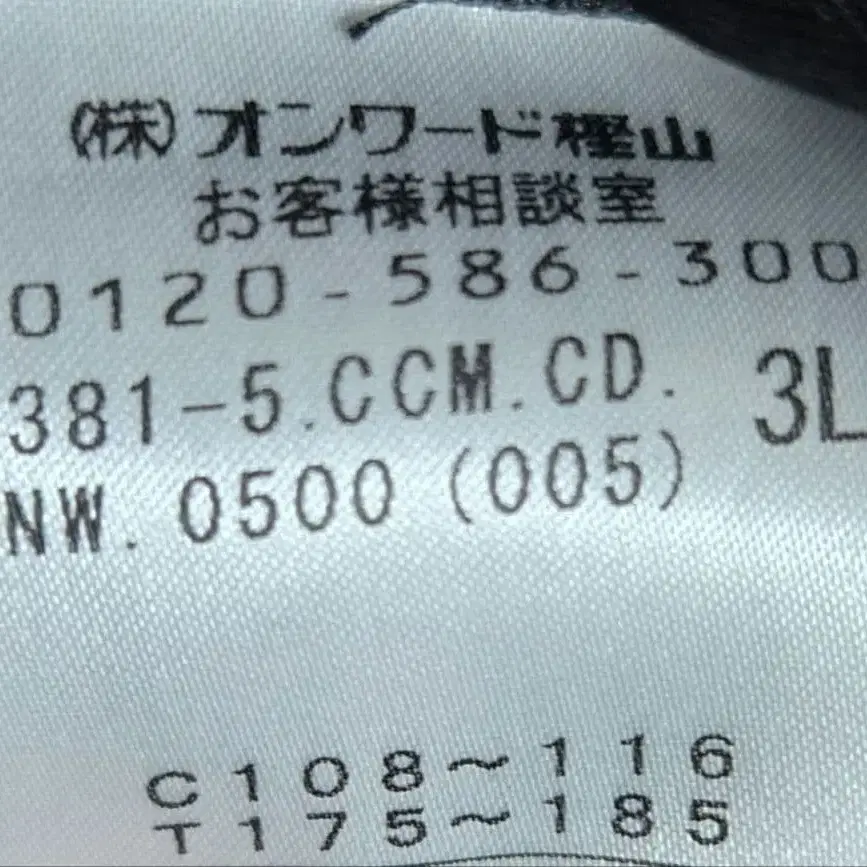 (株)オンワード樫山
お客様相談室
0120-586-300
381-5.CCM.CD. 3L
NW. 0500 (005)
C108~116
T175~185